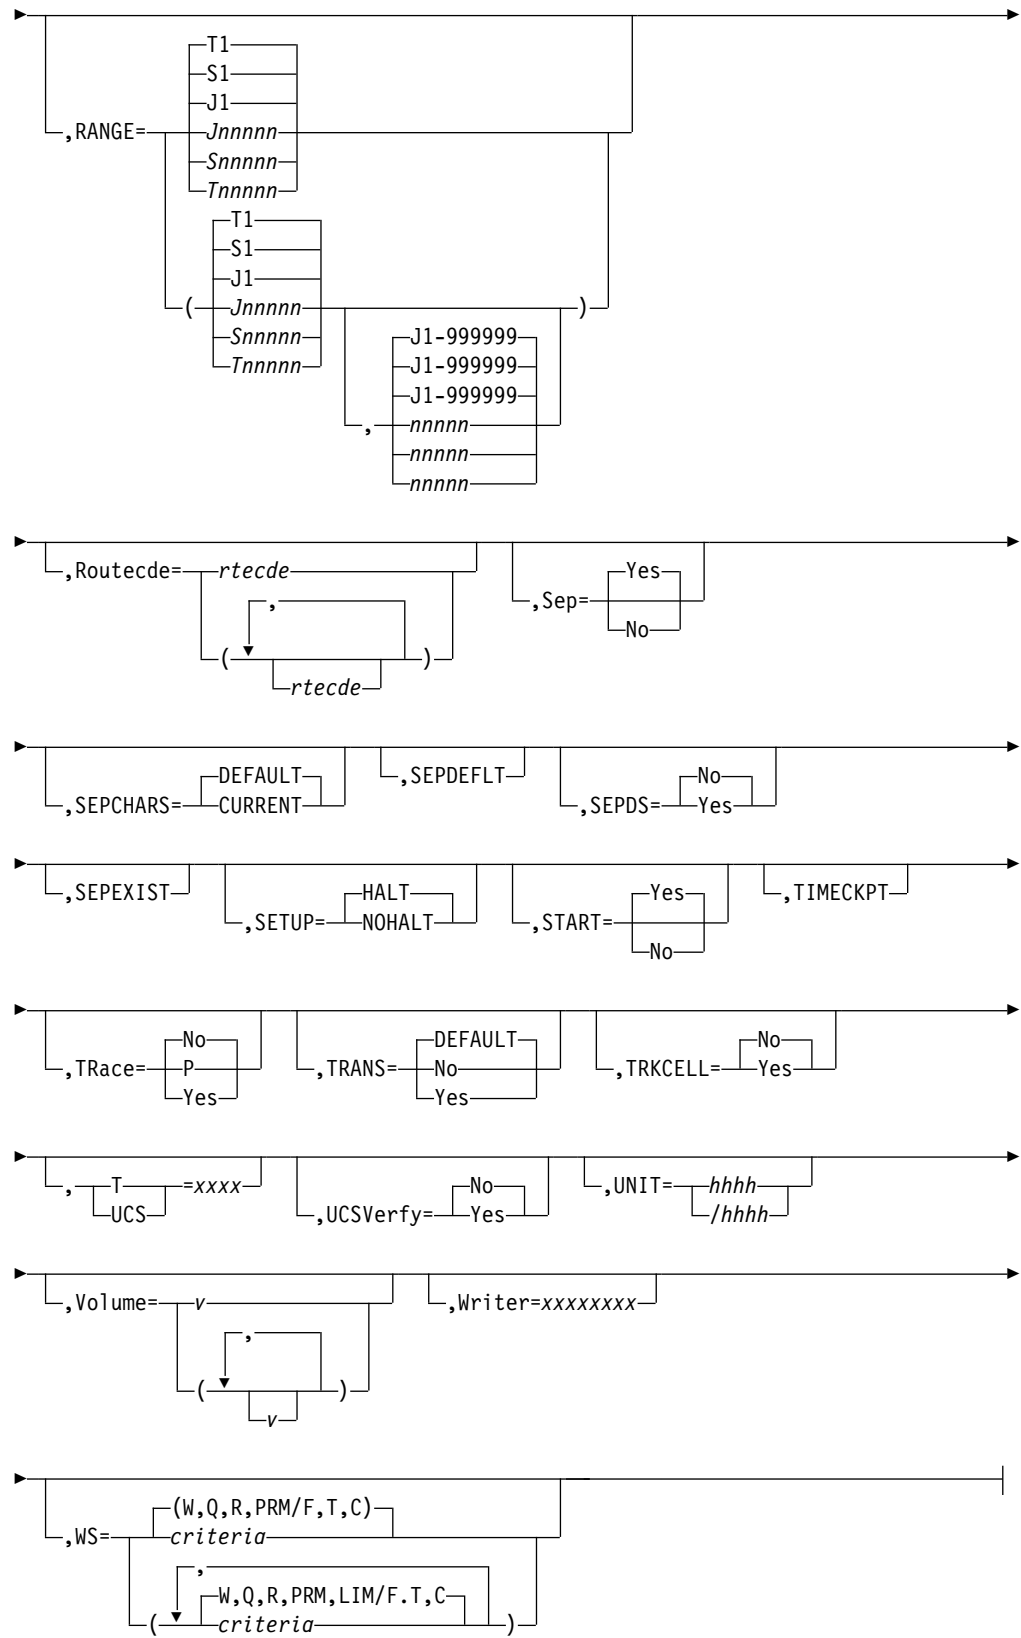 T1
S1
J1
,RANGE= Jnnnnn
Snnnnn
Tnnnnn
T1
S1
J1
( Jnnnnn )
Snnnnn J1-999999
Tnnnnn J1-999999
J1-999999
, nnnnn
nnnnn
nnnnn
,Routecde= rtecde Yes
, ,Sep=
No
( )
rtecde
DEFAULT ,SEPDEFLT No
,SEPCHARS= CURRENT ,SEPDS= Yes
,SEPEXIST HALT Yes ,TIMECKPT
,SETUP= NOHALT ,START=
No
No DEFAULT No
,TRace= P ,TRANS= No ,TRKCELL= Yes
Yes Yes
, T =xxxx No ,UNIT= hhhh
UCS ,UCSVerfy= Yes /hhhh
,Volume= v ,Writer=xxxxxxxx
,
( )
v
(W,Q,R,PRM/F,T,C)
,WS= criteria
,
W,Q,R,PRM,LIM/F.T,C
( criteria )